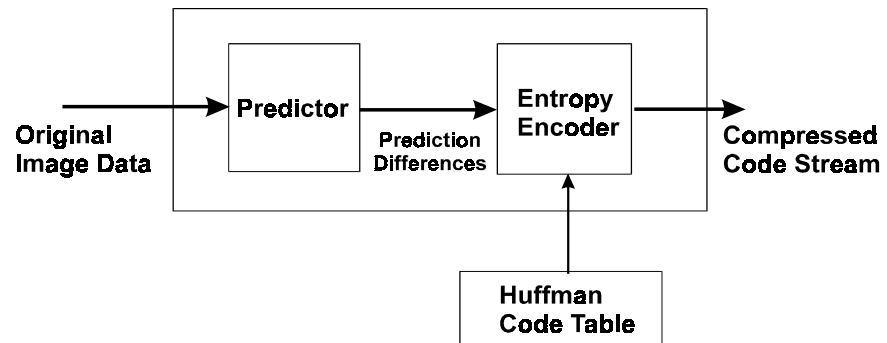 Original
Image Data
Predictor
Prediction
Differences
Entropy
Encoder
Compressed
Code Stream
Huffman
Code Table